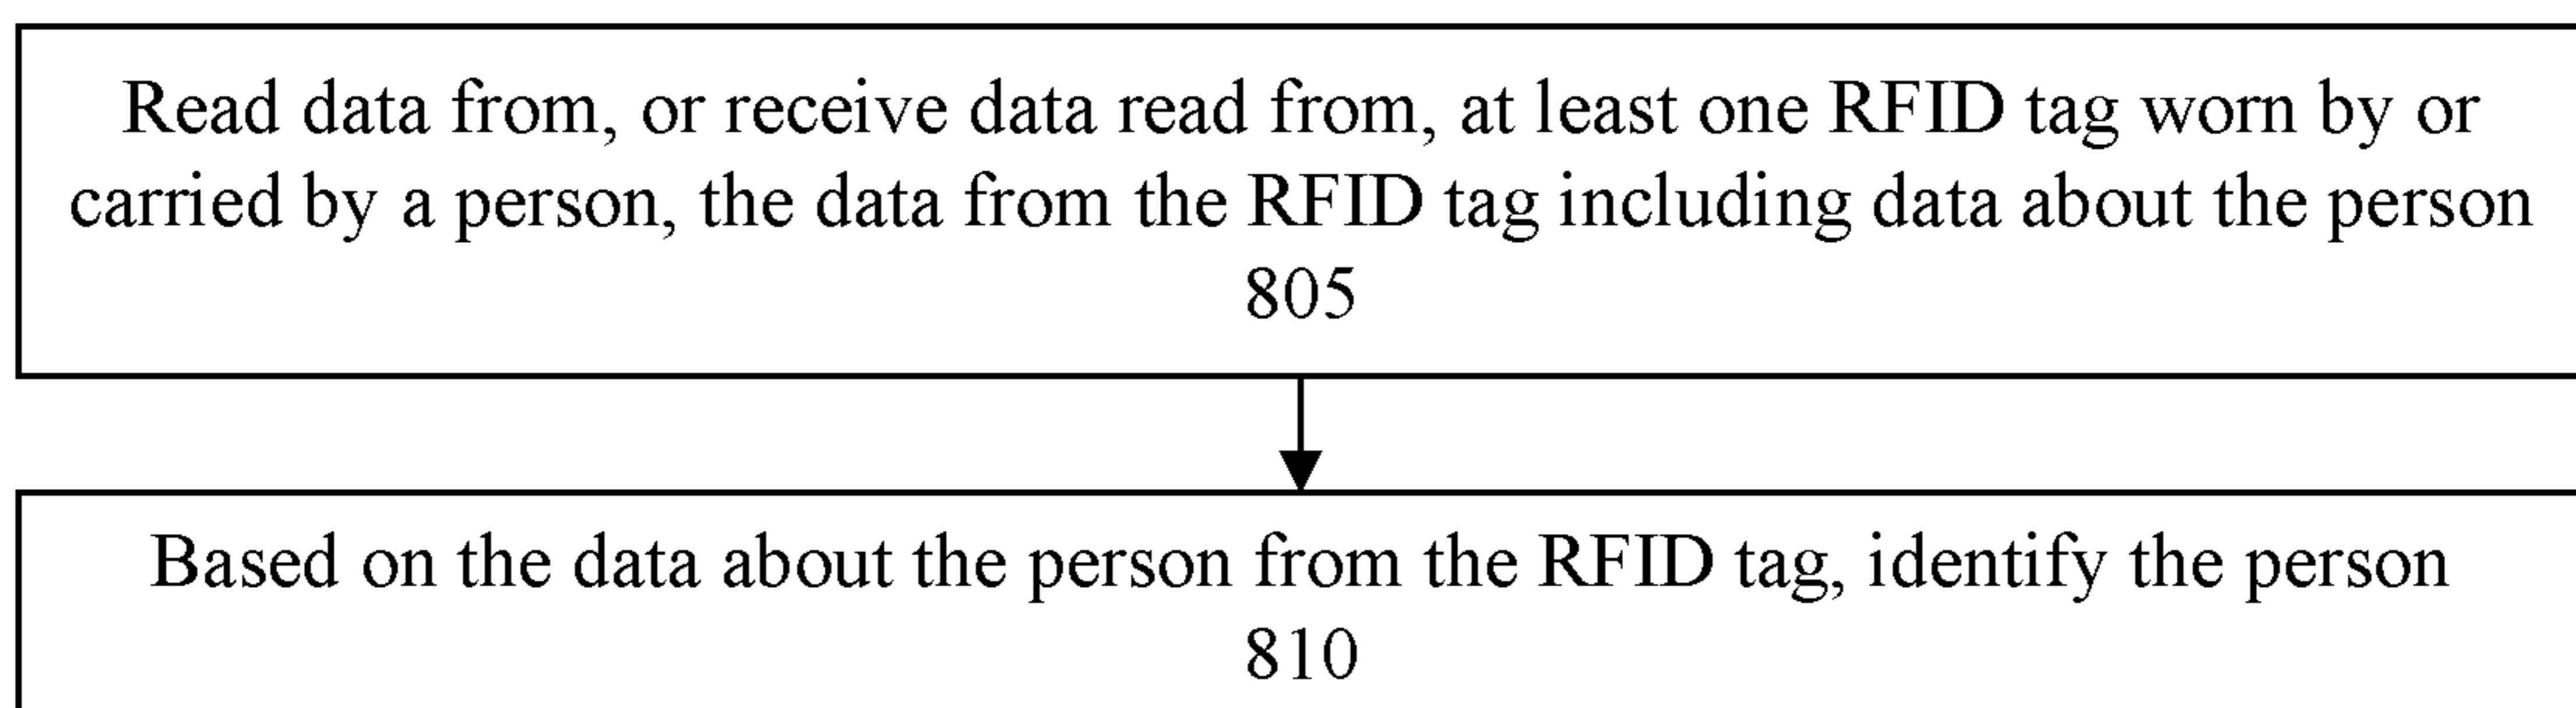 Read data from, or receive data read from, at least one RFID tag worn by or
carried by a person, the data from the RFID tag including data about the person
805
Based on the data about the person from the RFID tag, identify the person
810